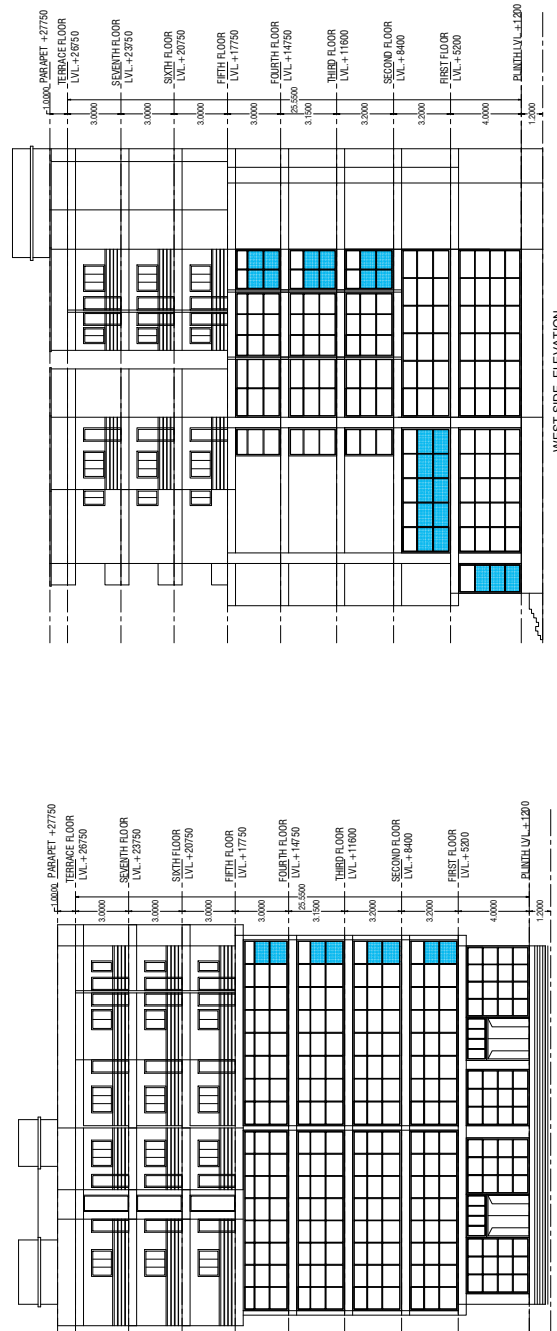 PARAPET +27750
TERRACE FLOOR
LVL.+26750
SEVENTH FLOOR
LVL.+23750
SIXTH FLOOR
LVL.+20750
FIFTH FLOOR
LVL.+17750
FOURTH FLOOR
LVL.+14750
THIRD FLOOR
LVL.+11600
SECOND FLOOR
LVL.+8400
FIRST FLOOR
LVL.+5200
PLINTH LVL.+1200
1.0000
3.0000
3.0000
3.0000
3.0000
25.5500
3.1500
3.2000
3.2000
4.0000
1.2000
WEST SIDE ELEVATION
PARAPET +27750
TERRACE FLOOR
LVL.+26750
SEVENTH FLOOR
LVL.+23750
SIXTH FLOOR
LVL.+20750
FIFTH FLOOR
LVL.+17750
FOURTH FLOOR
LVL.+14750
THIRD FLOOR
LVL.+11600
SECOND FLOOR
LVL.+8400
FIRST FLOOR
LVL.+5200
PLINTH LVL.+1200
1.0000
3.0000
3.0000
3.0000
3.0000
25.5500
3.1500
3.2000
3.2000
4.0000
1.2000